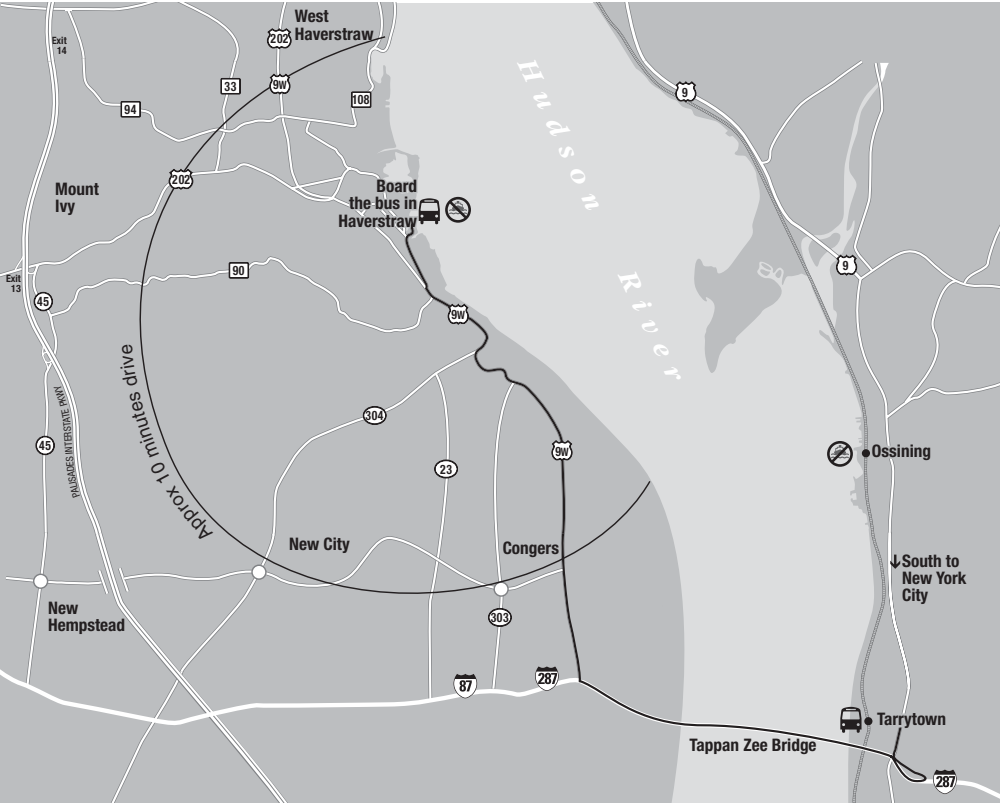 West
Haverstraw
Exit
14
202
9W
33
108
94
202
Mount
Ivy
Board
the bus in
Haverstraw
Hudson
River
9
9
Exit
13
45
90
9W
Approx 10 minutes drive
PALISADES INTERSTATE PKWY
304
45
23
9W
Ossining
New City
Congers
South to
New York
City
New
Hempstead
303
87
287
Tarrytown
Tappan Zee Bridge
287